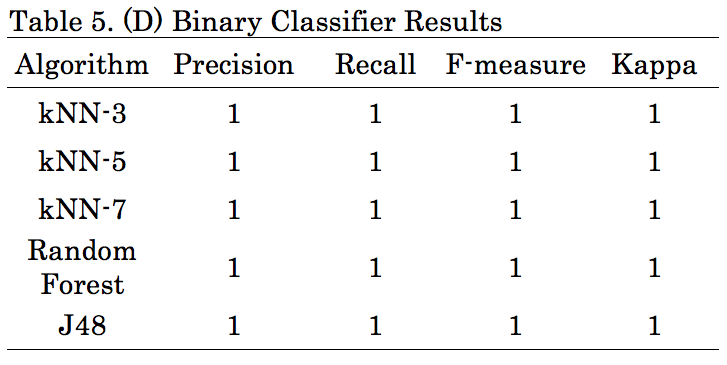 Table 5. (D) Binary Classifier Results
Algorithm Precision Recall F-measure Kappa
kNN-3 1 1 1 1
kNN-5 1 1 1 1
kNN-7 1 1 1 1
Random
Forest 1 1 1 1
J48 1 1 1 1